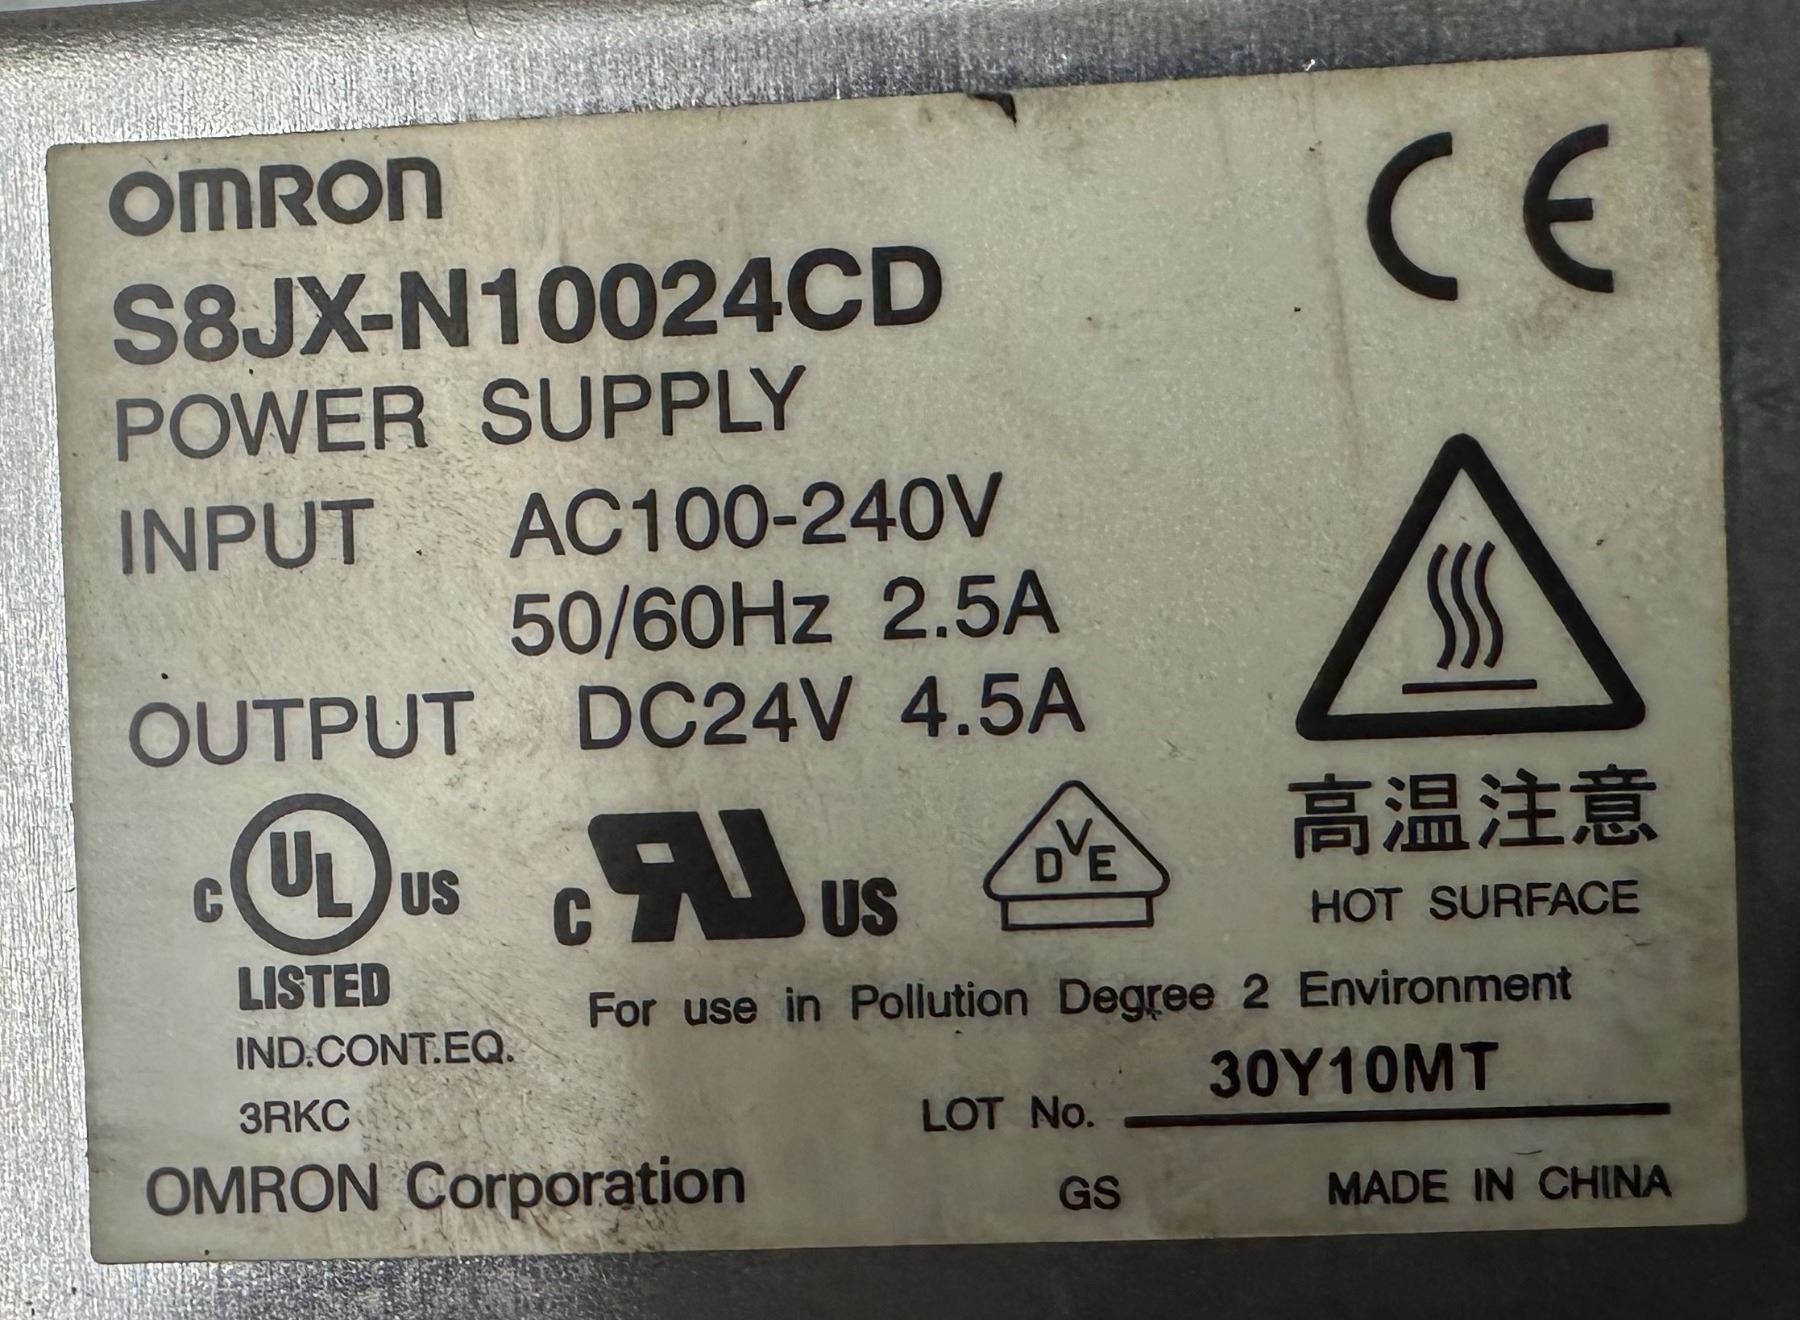 OMRON
CE
S8JX-N10024CD
POWER SUPPLY
INPUT AC100-240V
50/60Hz 2.5A
OUTPUT DC24V 4.5A
C UL US
LISTED
IND.CONT.EQ.
3RKC
C RU US
DVE
高温注意
HOT SURFACE
For use in Pollution Degree 2 Environment
LOT No. 30Y10MT
OMRON Corporation GS MADE IN CHINA